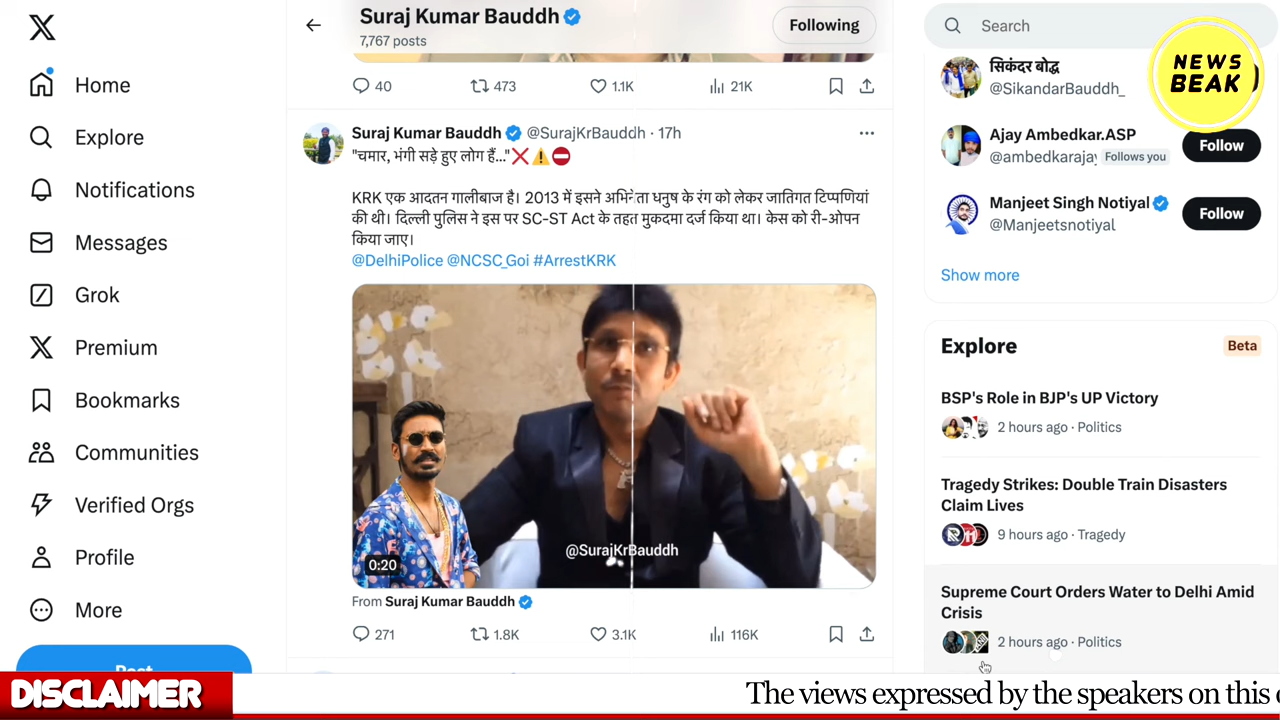 Suraj Kumar Bauddh
7,767 posts
Following
Search
NEWS
BEAK
Home
Explore
Notifications
Messages
Grok
Premium
Bookmarks
Communities
Verified Orgs
Profile
More
Post
40 473 1.1K 21K
Suraj Kumar Bauddh @SurajKrBauddh · 17h
"चमार, भंगी सड़े हुए लोग हैं..."❌⚠️⛔
KRK एक आदतन गालीबाज है। 2013 में इसने अभिनेता धनुष के रंग को लेकर जातिगत टिप्पणियां
की थी। दिल्ली पुलिस ने इस पर SC-ST Act के तहत मुकदमा दर्ज किया था। केस को री-ओपन
किया जाए।
@DelhiPolice @NCSC_Goi #ArrestKRK
@SurajKrBauddh
0:20
From Suraj Kumar Bauddh
271 1.8K 3.1K 116K
सिकंदर बोद्ध
@SikandarBauddh_
Ajay Ambedkar.ASP
@ambedkarajay Follows you
Follow
Manjeet Singh Notiyal
@Manjeetsnotiyal
Follow
Show more
Explore
Beta
BSP's Role in BJP's UP Victory
2 hours ago · Politics
Tragedy Strikes: Double Train Disasters
Claim Lives
9 hours ago · Tragedy
Supreme Court Orders Water to Delhi Amid
Crisis
2 hours ago · Politics
DISCLAIMER
The views expressed by the speakers on this